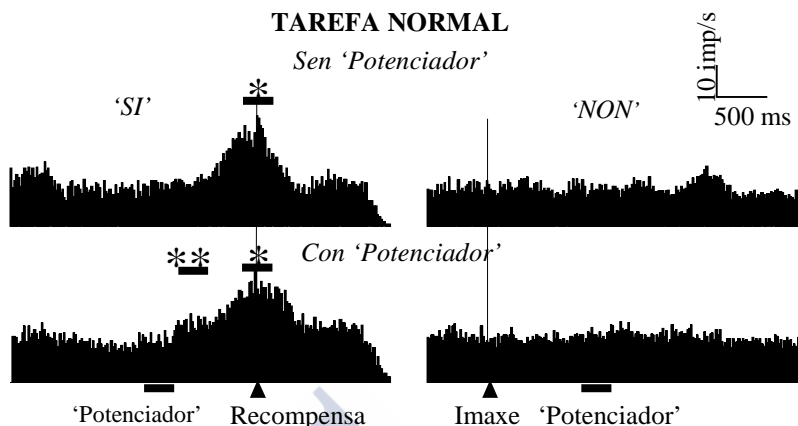 TAREFA NORMAL
Sen ‘Potenciador’
10 imp/s
500 ms
‘SI’
*
‘NON’
**
*
Con ‘Potenciador’
‘Potenciador’
Recompensa
Imaxe
‘Potenciador’